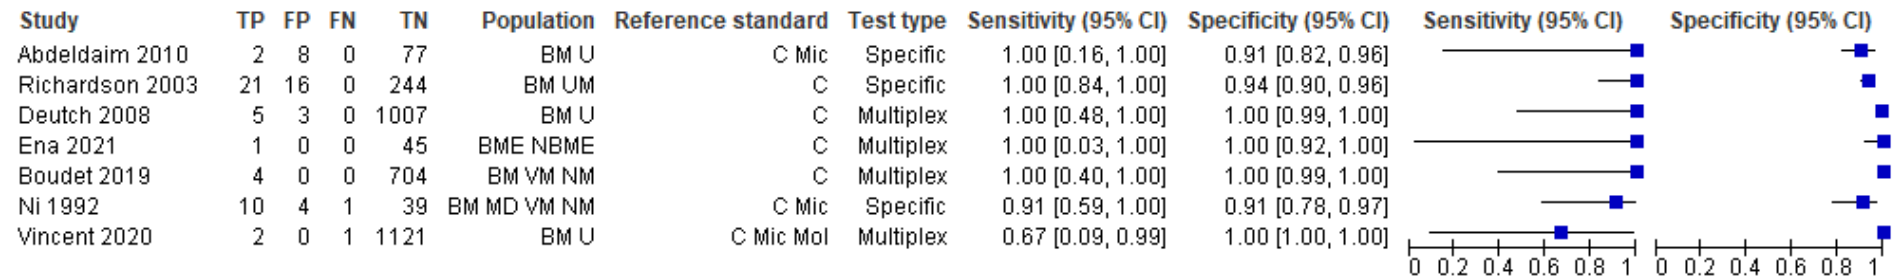 Study TP FP FN TN Population Reference standard Test type Sensitivity (95% CI) Specificity (95% CI) Sensitivity (95% CI) Specificity (95% CI)
Abdeldaim 2010 2 8 0 77 BM U C Mic Specific 1.00 [0.16, 1.00] 0.91 [0.82, 0.96]
Richardson 2003 21 16 0 244 BM UM C Specific 1.00 [0.84, 1.00] 0.94 [0.90, 0.96]
Deutch 2008 5 3 0 1007 BM U C Multiplex 1.00 [0.48, 1.00] 1.00 [0.99, 1.00]
Ena 2021 1 0 0 45 BME NBME C Multiplex 1.00 [0.03, 1.00] 1.00 [0.92, 1.00]
Boudet 2019 4 0 0 704 BM VM NM C Multiplex 1.00 [0.40, 1.00] 1.00 [0.99, 1.00]
Ni 1992 10 4 1 39 BM MD VM NM C Mic Specific 0.91 [0.59, 1.00] 0.91 [0.78, 0.97]
Vincent 2020 2 0 1 1121 BM U C Mic Mol Multiplex 0.67 [0.09, 0.99] 1.00 [1.00, 1.00]
0 0.2 0.4 0.6 0.8 1 0 0.2 0.4 0.6 0.8 1